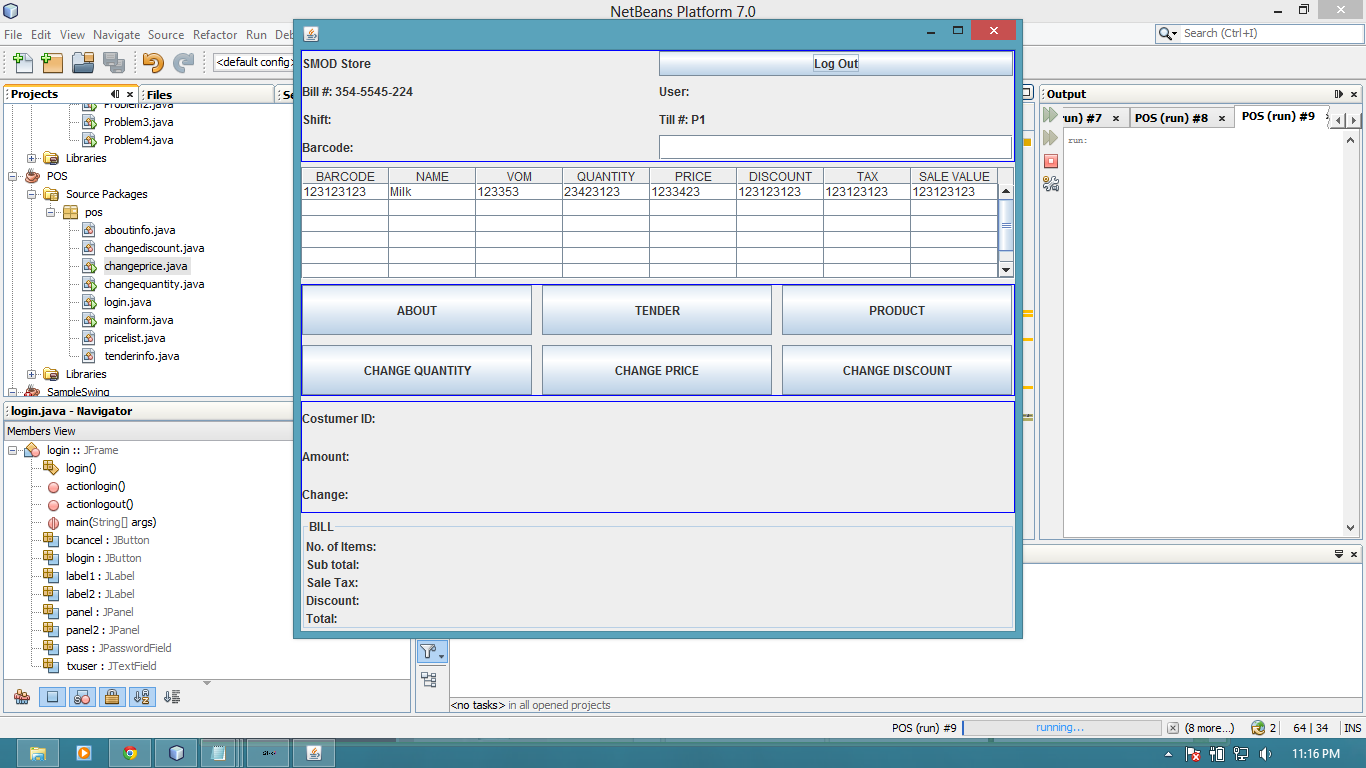 NetBeans Platform 7.0
File Edit View Navigate Source Refactor Run
Search (Ctrl+I)
<default config>
Projects
Files
Problem2.java
Problem3.java
Problem4.java
Libraries
POS
Source Packages
pos
aboutinfo.java
changediscount.java
changeprice.java
changequantity.java
login.java
mainform.java
pricelist.java
tenderinfo.java
Libraries
SampleSwing
login.java - Navigator
Members View
login :: JFrame
login()
actionlogin()
actionlogout()
main(String[] args)
bcancel : JButton
blogin : JButton
label1 : JLabel
label2 : JLabel
panel : JPanel
panel2 : JPanel
pass : JPasswordField
txuser : JTextField
SMOD Store
Log Out
Bill #: 354-5545-224
User:
Shift:
Till #: P1
Barcode:
BARCODE NAME VOM QUANTITY PRICE DISCOUNT TAX SALE VALUE
123123123 Milk 123353 23423123 1233423 123123123 123123123 123123123
ABOUT TENDER PRODUCT
CHANGE QUANTITY CHANGE PRICE CHANGE DISCOUNT
Costumer ID:
Amount:
Change:
BILL
No. of Items:
Sub total:
Sale Tax:
Discount:
Total:
Output
run) #7 POS (run) #8 POS (run) #9
run:
<no tasks> in all opened projects
POS (run) #9 running... (8 more...) 2 64 | 34 INS
11:16 PM